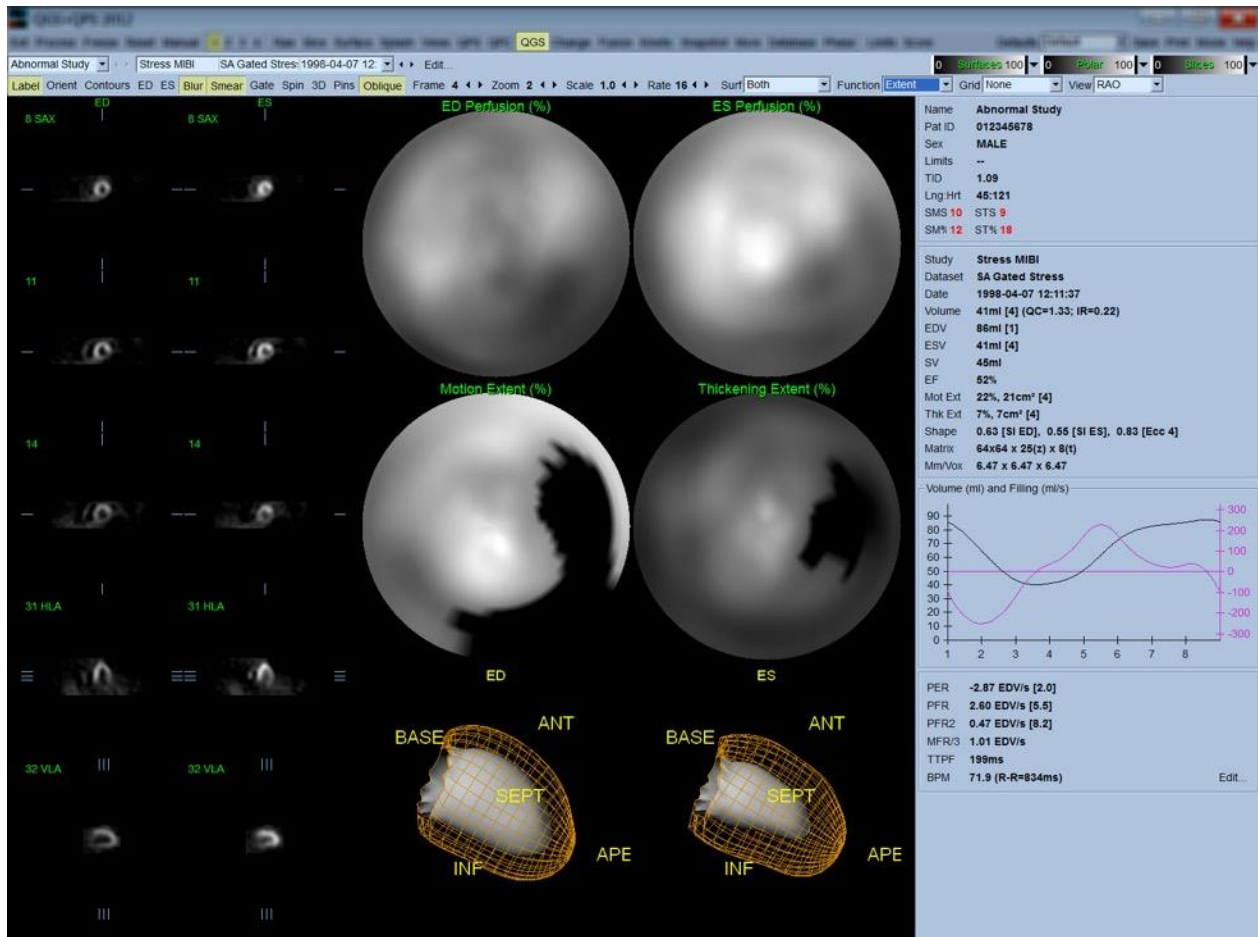 QGS+QPS 2012
QGS
Abnormal Study Stress MIBI SA Gated Stres: 1998-04-07 12: Edit...
0 Surfaces 100 0 Polar 100 0 Slices 100
Label Orient Contours ED ES Blur Smear Gate Spin 3D Pins Oblique Frame 4 Zoom 2 Scale 1.0 Rate 16 Surf Both Function Extent Grid None View RAO
ED ES
8 SAX 8 SAX
11 11
14 14
31 HLA 31 HLA
32 VLA 32 VLA
ED Perfusion (%) ES Perfusion (%)
Motion Extent (%) Thickening Extent (%)
ED ES
BASE ANT BASE ANT
SEPT SEPT
INF APE INF APE
Name Abnormal Study
Pat ID 012345678
Sex MALE
Limits --
TID 1.09
Lng:Hrt 45:121
SMS 10 STS 9
SM% 12 ST% 18
Study Stress MIBI
Dataset SA Gated Stress
Date 1998-04-07 12:11:37
Volume 41ml [4] (QC=1.33; IR=0.22)
EDV 86ml [1]
ESV 41ml [4]
SV 45ml
EF 52%
Mot Ext 22%, 21cm² [4]
Thk Ext 7%, 7cm² [4]
Shape 0.63 [SI ED], 0.55 [SI ES], 0.83 [Ecc 4]
Matrix 64x64 x 25(z) x 8(t)
Mm/Vox 6.47 x 6.47 x 6.47
Volume (ml) and Filling (ml/s)
90 300
80 200
70 100
60 0
50 -100
40 -200
30 -300
20
10
0
1 2 3 4 5 6 7 8
PER -2.87 EDV/s [2.0]
PFR 2.60 EDV/s [5.5]
PFR2 0.47 EDV/s [8.2]
MFR/3 1.01 EDV/s
TTPF 199ms
BPM 71.9 (R-R=834ms) Edit...